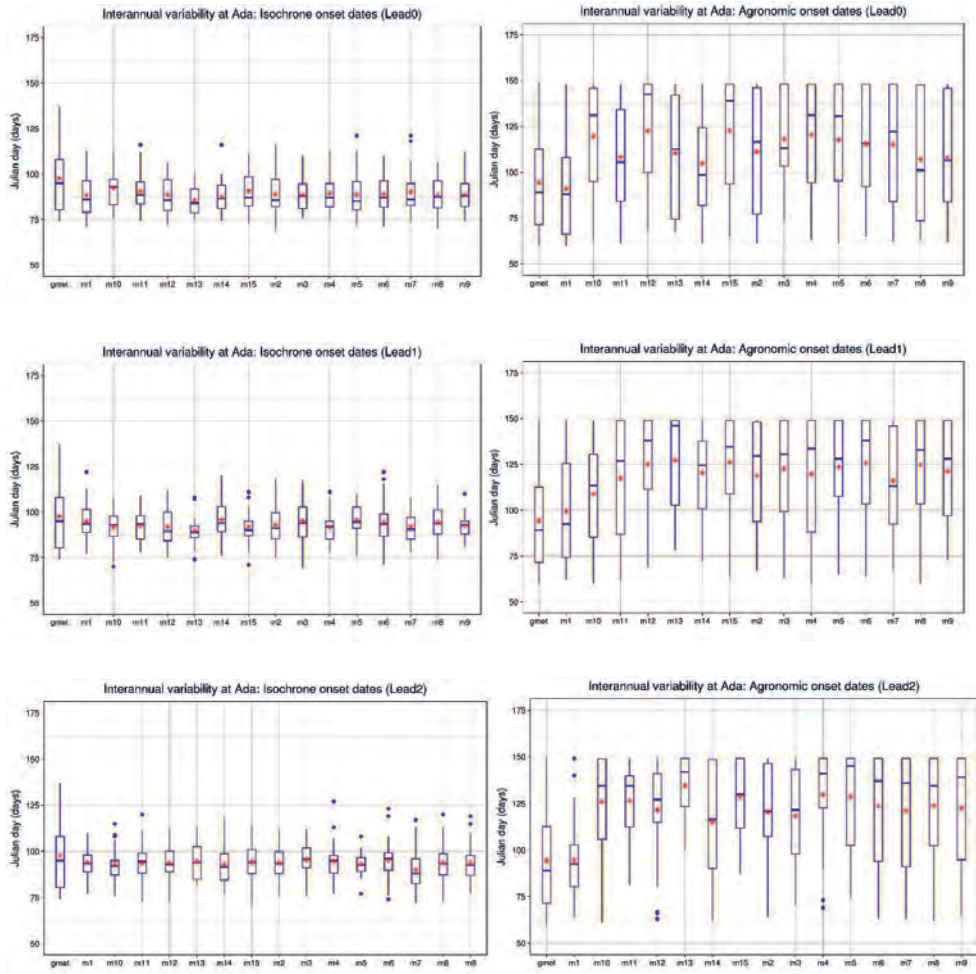 Interannual variability at Ada: Isochrone onset dates (Lead0)
Julian day (days)
175
150
125
100
75
50
gmet m1 m10 m11 m12 m13 m14 m15 m2 m3 m4 m5 m6 m7 m8 m9
Interannual variability at Ada: Agronomic onset dates (Lead0)
Julian day (days)
175
150
125
100
75
50
gmet m1 m10 m11 m12 m13 m14 m15 m2 m3 m4 m5 m6 m7 m8 m9
Interannual variability at Ada: Isochrone onset dates (Lead1)
Julian day (days)
175
150
125
100
75
50
gmet m1 m10 m11 m12 m13 m14 m15 m2 m3 m4 m5 m6 m7 m8 m9
Interannual variability at Ada: Agronomic onset dates (Lead1)
Julian day (days)
175
150
125
100
75
50
gmet m1 m10 m11 m12 m13 m14 m15 m2 m3 m4 m5 m6 m7 m8 m9
Interannual variability at Ada: Isochrone onset dates (Lead2)
Julian day (days)
175
150
125
100
75
50
gmet m1 m10 m11 m12 m13 m14 m15 m2 m3 m4 m5 m6 m7 m8 m9
Interannual variability at Ada: Agronomic onset dates (Lead2)
Julian day (days)
175
150
125
100
75
50
gmet m1 m10 m11 m12 m13 m14 m15 m2 m3 m4 m5 m6 m7 m8 m9